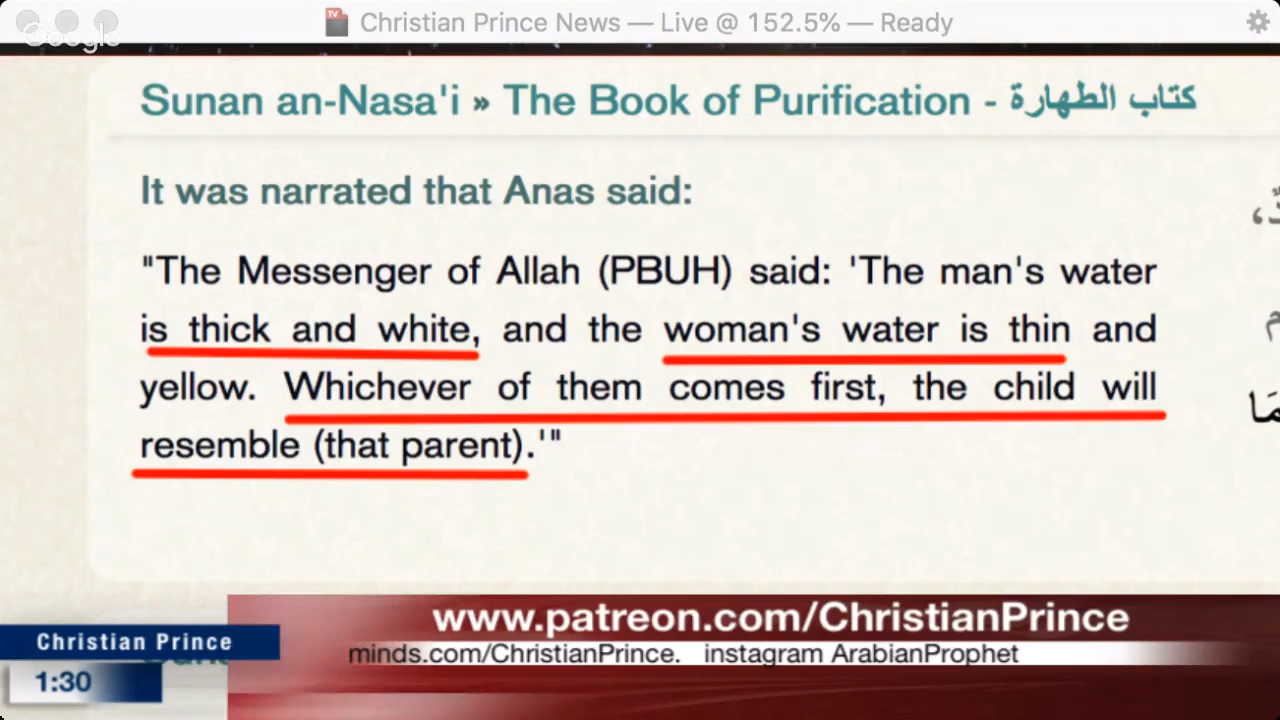 Christian Prince News — Live @ 152.5% — Ready
Google
Sunan an-Nasa'i » The Book of Purification - كتاب الطهارة
It was narrated that Anas said:
"The Messenger of Allah (PBUH) said: 'The man's water
is thick and white, and the woman's water is thin and
yellow. Whichever of them comes first, the child will
resemble (that parent).'"
www.patreon.com/ChristianPrince
Christian Prince
minds.com/ChristianPrince. instagram ArabianProphet
1:30